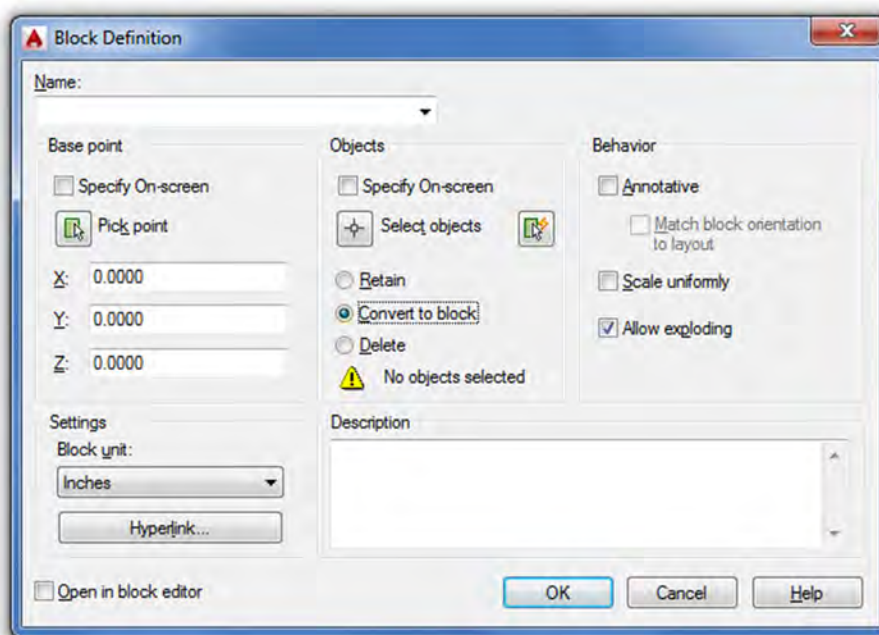 Block Definition
Name:
Base point
Specify On-screen
Pick point
X: 0.0000
Y: 0.0000
Z: 0.0000
Objects
Specify On-screen
Select objects
Retain
Convert to block
Delete
No objects selected
Behavior
Annotative
Match block orientation
to layout
Scale uniformly
Allow exploding
Settings
Block unit:
Inches
Hyperlink...
Description
Open in block editor
OK
Cancel
Help